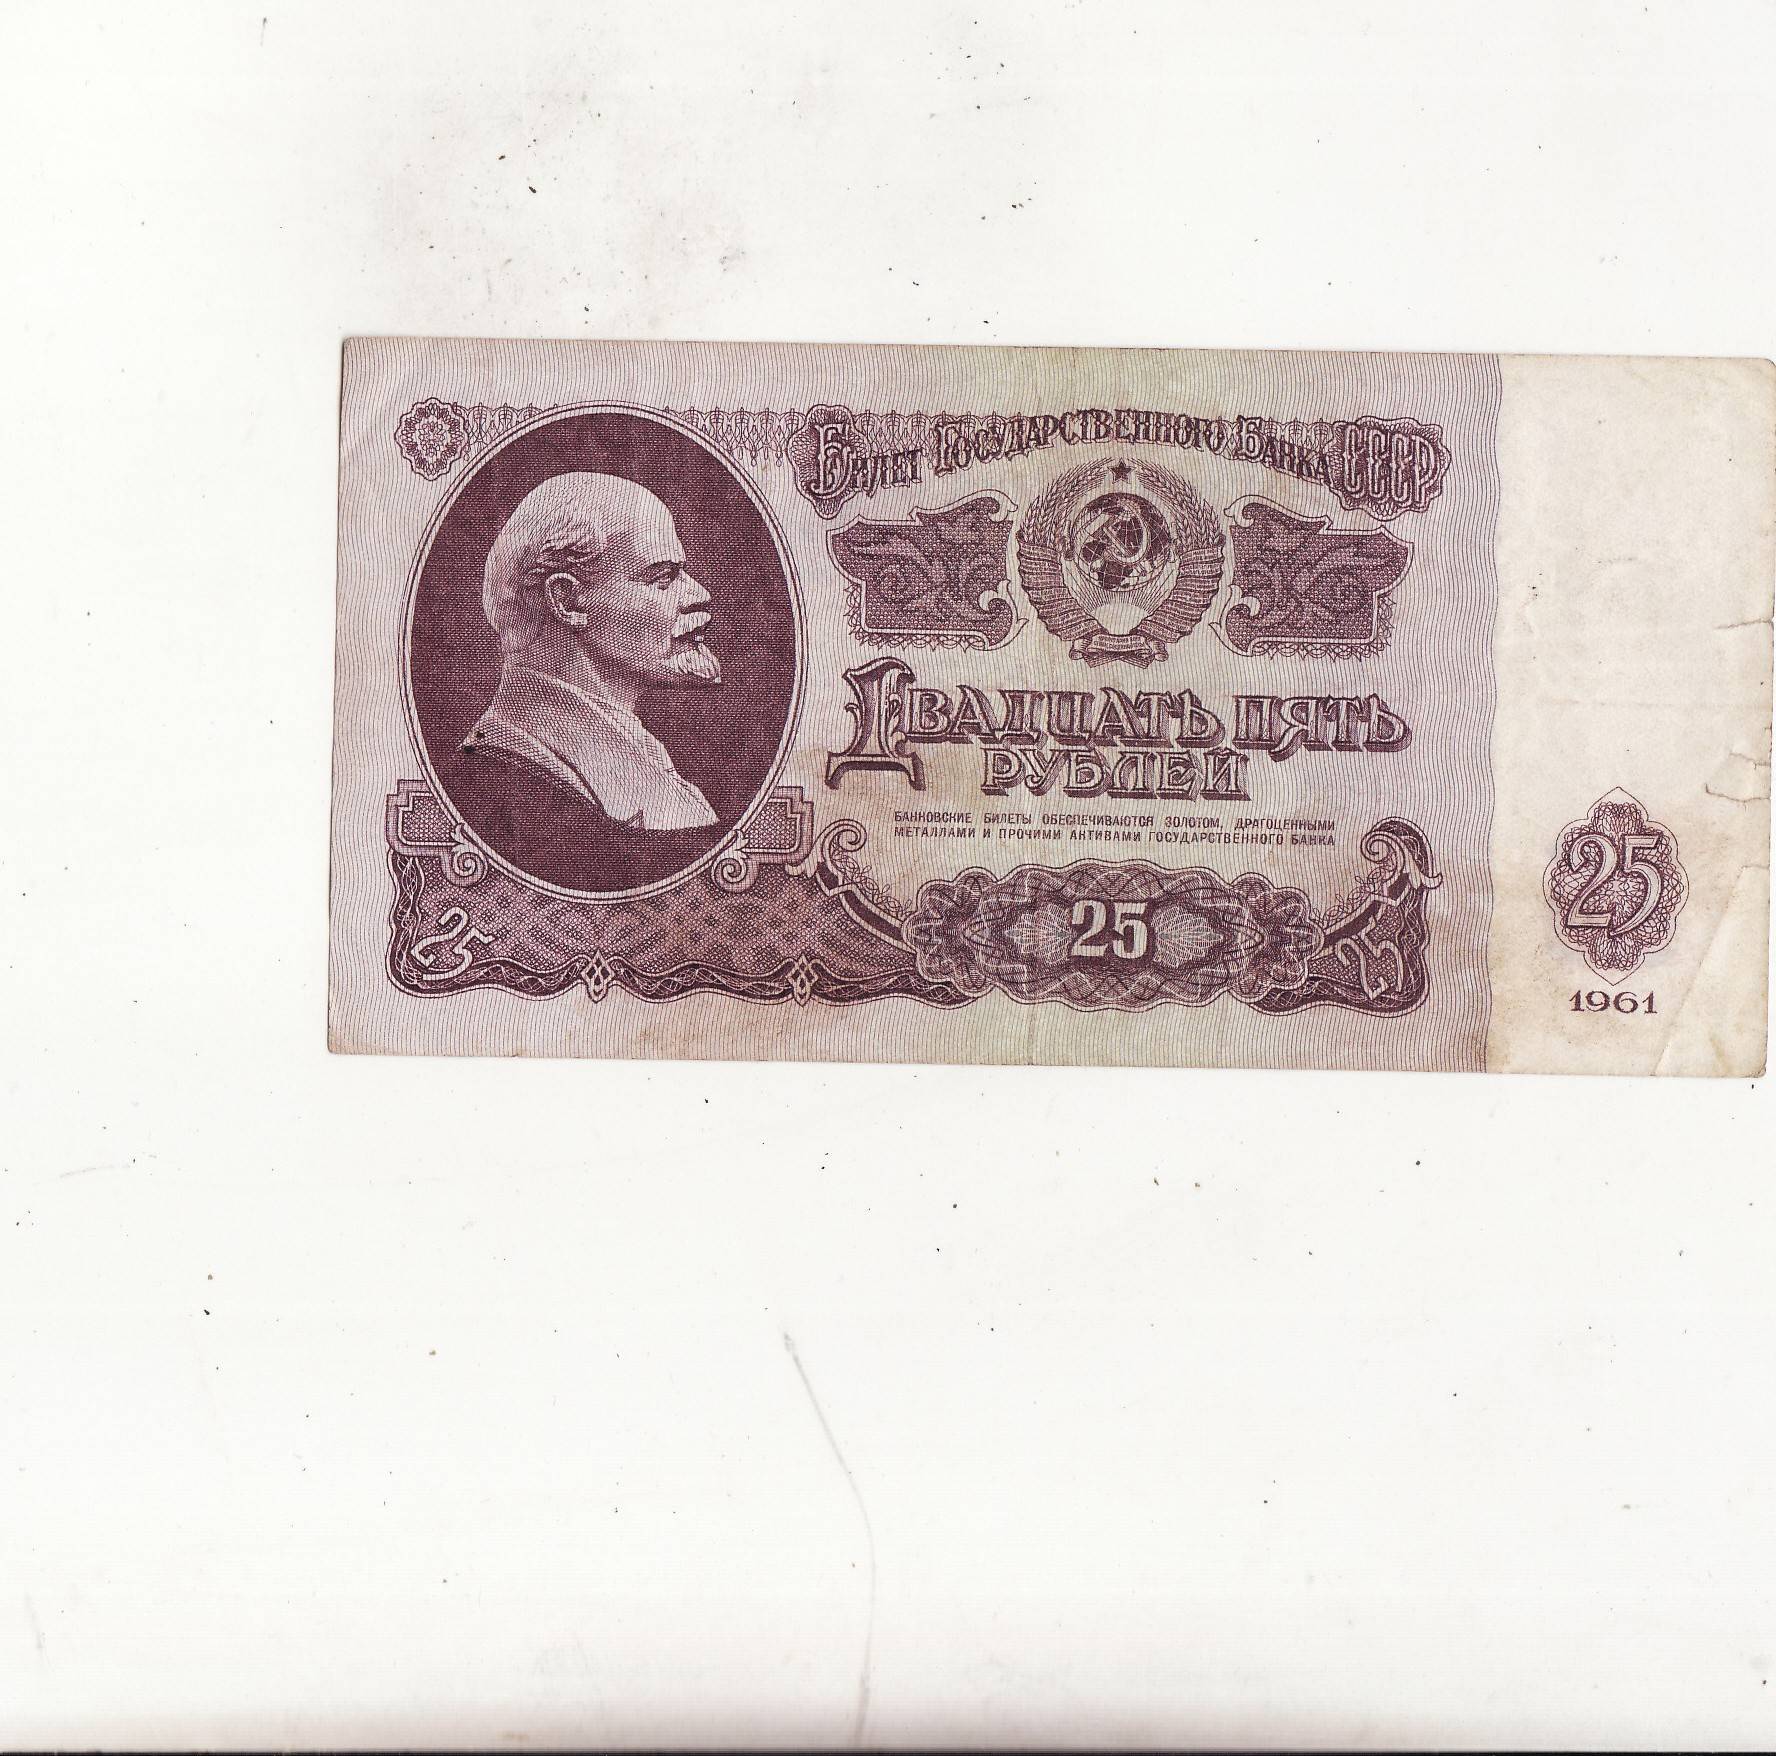 Билет Государственного Банка СССР
Двадцать пять
рублей
БАНКОВСКИЕ БИЛЕТЫ ОБЕСПЕЧИВАЮТСЯ ЗОЛОТОМ, ДРАГОЦЕННЫМИ
МЕТАЛЛАМИ И ПРОЧИМИ АКТИВАМИ ГОСУДАРСТВЕННОГО БАНКА
25
25
25
25
1961